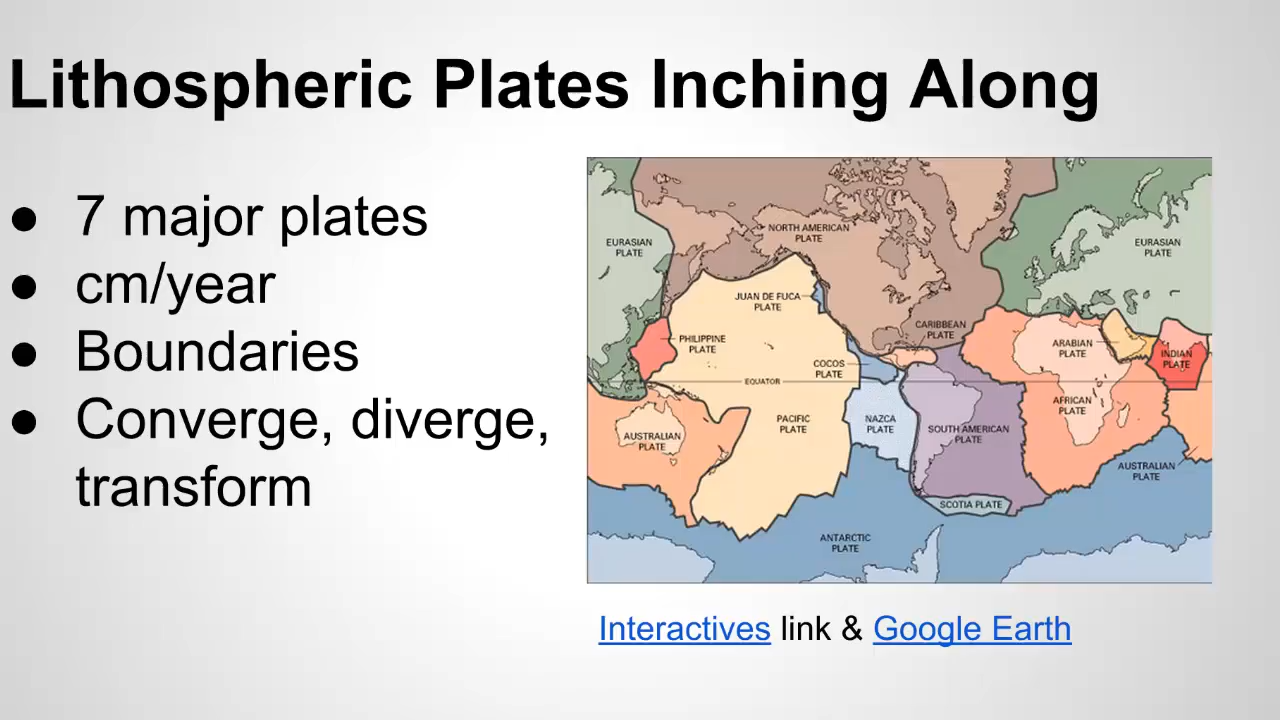 Lithospheric Plates Inching Along
● 7 major plates
● cm/year
● Boundaries
● Converge, diverge,
transform
NORTH AMERICAN
PLATE
EURASIAN
PLATE
EURASIAN
PLATE
JUAN DE FUCA
PLATE
CARIBBEAN
PLATE
PHILIPPINE
PLATE
ARABIAN
PLATE
INDIAN
PLATE
COCOS
PLATE
EQUATOR
AFRICAN
PLATE
PACIFIC
PLATE
NAZCA
PLATE
SOUTH AMERICAN
PLATE
AUSTRALIAN
PLATE
AUSTRALIAN
PLATE
SCOTIA PLATE
ANTARCTIC
PLATE
Interactives link & Google Earth